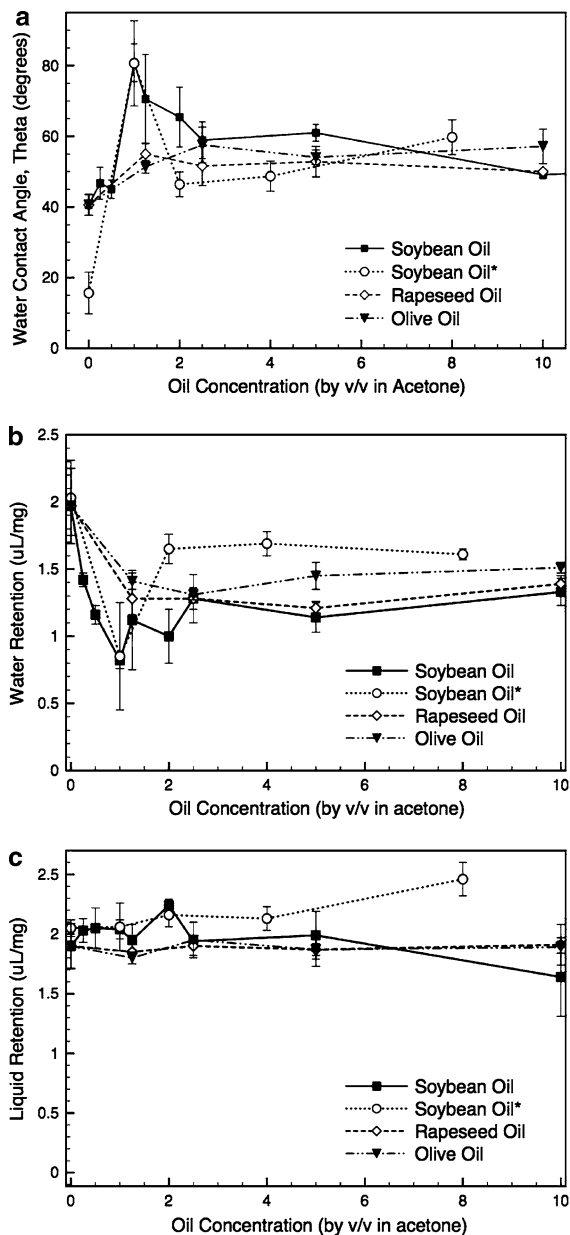 a
Water Contact Angle, Theta (degrees)
80
60
40
20
0
Soybean Oil
Soybean Oil*
Rapeseed Oil
Olive Oil
0 2 4 6 8 10
Oil Concentration (by v/v in Acetone)
b
Water Retention (uL/mg)
2.5
2
1.5
1
0.5
0
Soybean Oil
Soybean Oil*
Rapeseed Oil
Olive Oil
0 2 4 6 8 10
Oil Concentration (by v/v in acetone)
c
Liquid Retention (uL/mg)
2.5
2
1.5
1
0.5
0
Soybean Oil
Soybean Oil*
Rapeseed Oil
Olive Oil
0 2 4 6 8 10
Oil Concentration (by v/v in acetone)